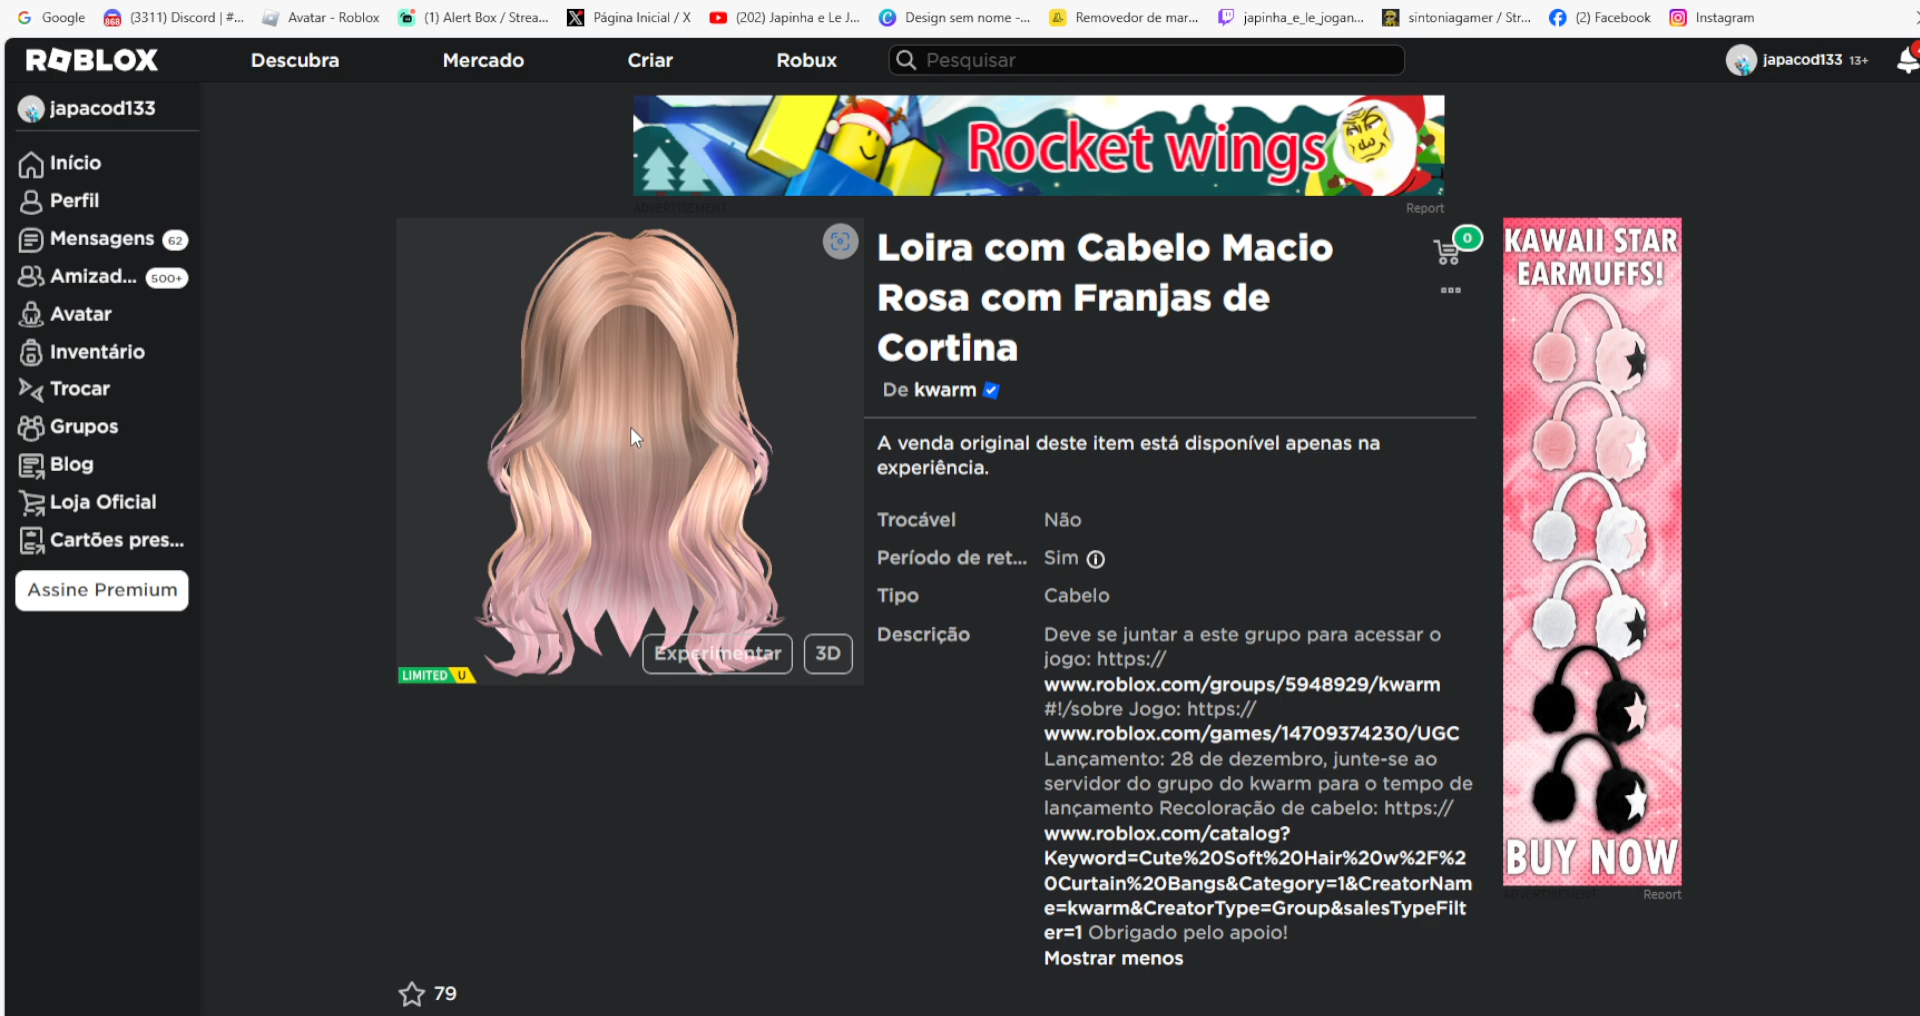 Google
(3311) Discord | #...
Avatar - Roblox
(1) Alert Box / Strea...
Página Inicial / X
(202) Japinha e Le J...
Design sem nome -...
Removedor de mar...
japinha_e_le_jogan...
sintoniagamer / Str...
(2) Facebook
Instagram
ROBLOX
Descubra
Mercado
Criar
Robux
Pesquisar
japacod133 13+
japacod133
Início
Perfil
Mensagens 62
Amizad... 500+
Avatar
Inventário
Trocar
Grupos
Blog
Loja Oficial
Cartões pres...
Assine Premium
Rocket wings
ADVERTISEMENT
Report
Experimentar
3D
LIMITED U
79
Loira com Cabelo Macio
Rosa com Franjas de
Cortina
0
De kwarm
A venda original deste item está disponível apenas na
experiência.
Trocável Não
Período de ret... Sim
Tipo Cabelo
Descrição Deve se juntar a este grupo para acessar o
jogo: https://
www.roblox.com/groups/5948929/kwarm
#!/sobre Jogo: https://
www.roblox.com/games/14709374230/UGC
Lançamento: 28 de dezembro, junte-se ao
servidor do grupo do kwarm para o tempo de
lançamento Recoloração de cabelo: https://
www.roblox.com/catalog?
Keyword=Cute%20Soft%20Hair%20w%2F%2
0Curtain%20Bangs&Category=1&CreatorNam
e=kwarm&CreatorType=Group&salesTypeFilt
er=1 Obrigado pelo apoio!
Mostrar menos
KAWAII STAR
EARMUFFS!
BUY NOW
ADVERTISEMENT
Report